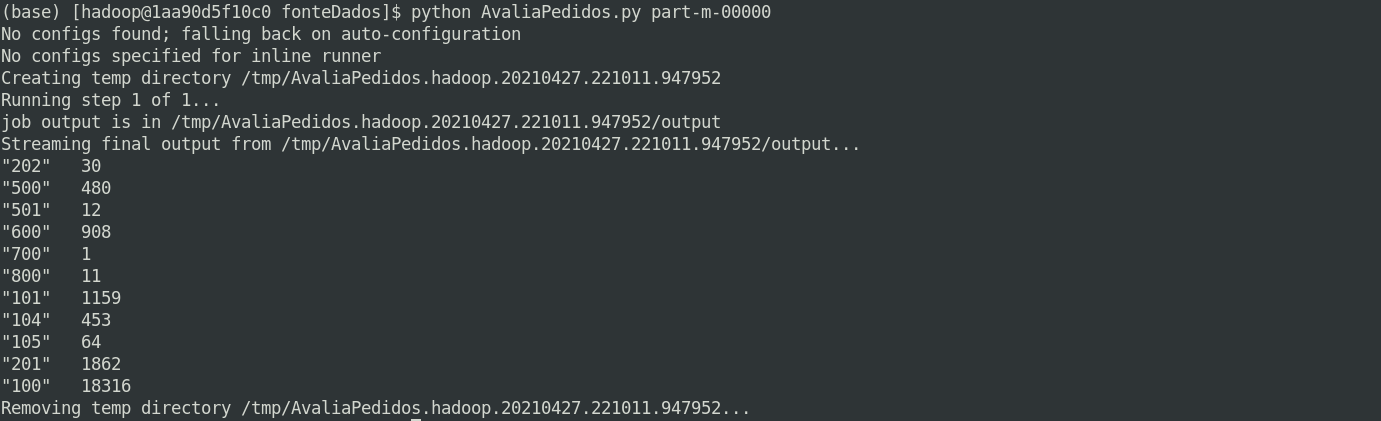 (base) [hadoop@1aa90d5f10c0 fonteDados]$ python AvaliaPedidos.py part-m-00000
No configs found; falling back on auto-configuration
No configs specified for inline runner
Creating temp directory /tmp/AvaliaPedidos.hadoop.20210427.221011.947952
Running step 1 of 1...
job output is in /tmp/AvaliaPedidos.hadoop.20210427.221011.947952/output
Streaming final output from /tmp/AvaliaPedidos.hadoop.20210427.221011.947952/output...
"202"   30
"500"   480
"501"   12
"600"   908
"700"   1
"800"   11
"101"   1159
"104"   453
"105"   64
"201"   1862
"100"   18316
Removing temp directory /tmp/AvaliaPedidos.hadoop.20210427.221011.947952...